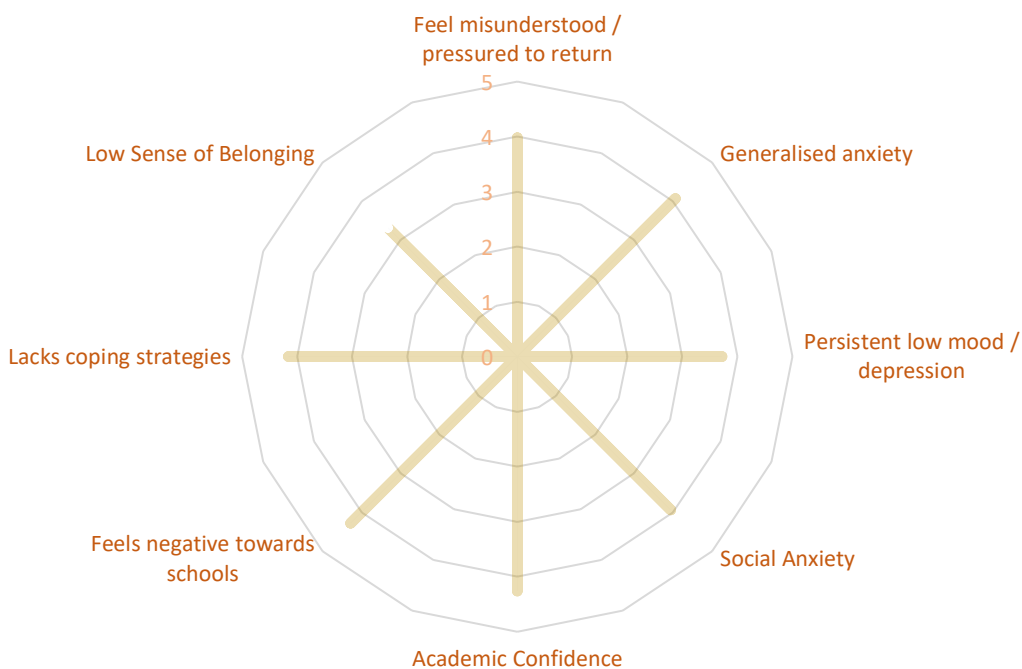 Feel misunderstood /
pressured to return
5
Low Sense of Belonging
Generalised anxiety
4
3
2
1
Lacks coping strategies
0
Persistent low mood /
depression
Feels negative towards
schools
Social Anxiety
Academic Confidence